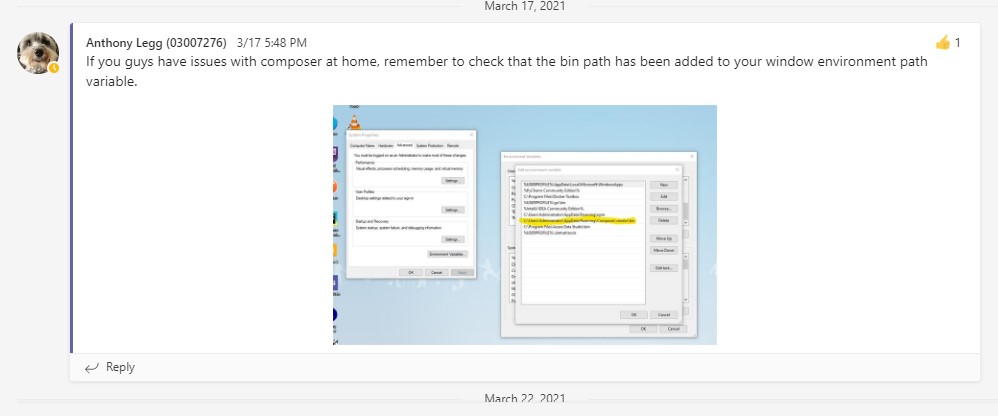 March 17, 2021
Anthony Legg (03007276) 3/17 5:48 PM
1
If you guys have issues with composer at home, remember to check that the bin path has been added to your window environment path
variable.
System Properties
Computer Name Hardware Advanced System Protection Remote
You must be logged on as an Administrator to make most of these changes.
Performance
Visual effects, processor scheduling, memory usage, and virtual memory
Settings...
User Profiles
Desktop settings related to your sign-in
Settings...
Startup and Recovery
System startup, system failure, and debugging information
Settings...
Environment Variables...
OK Cancel
Environment Variables
Edit environment variable
New
Edit
Browse...
Delete
Move Up
Move Down
Edit text...
OK Cancel
OK Cancel
Reply
March 22, 2021